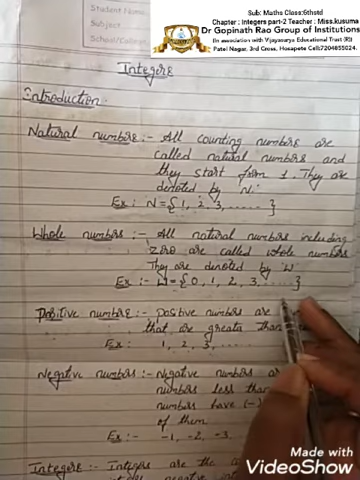 Student Name
Subject
School/College
Sub: Maths Class:6thstd
Chapter : Integers part-2 Teacher : Miss.kusuma
Dr Gopinath Rao Group of Institutions
(In association with Vijayasurya Educational Trust (R))
Patel Nagar, 3rd Cross, Hosapete Cell:7204855024.
Integers
Introduction.
Natural numbers :- All counting numbers are
called natural numbers and
they start from 1. They are
denoted by 'N'
Ex : N = {1, 2, 3, ...... }
Whole numbers :- All natural numbers including
zero are called whole numbers
They are denoted by 'W'
Ex :- W = {0, 1, 2, 3, ..... }
Positive numbers :- Positive numbers are
that are greats than
Ex : 1, 2, 3, .....
Negative numbers :- Negative numbers
numbers less than
numbers have (-)
of them
Ex :- -1, -2, -3,
Integers :- Integers are the
negative
Made with
VideoShow